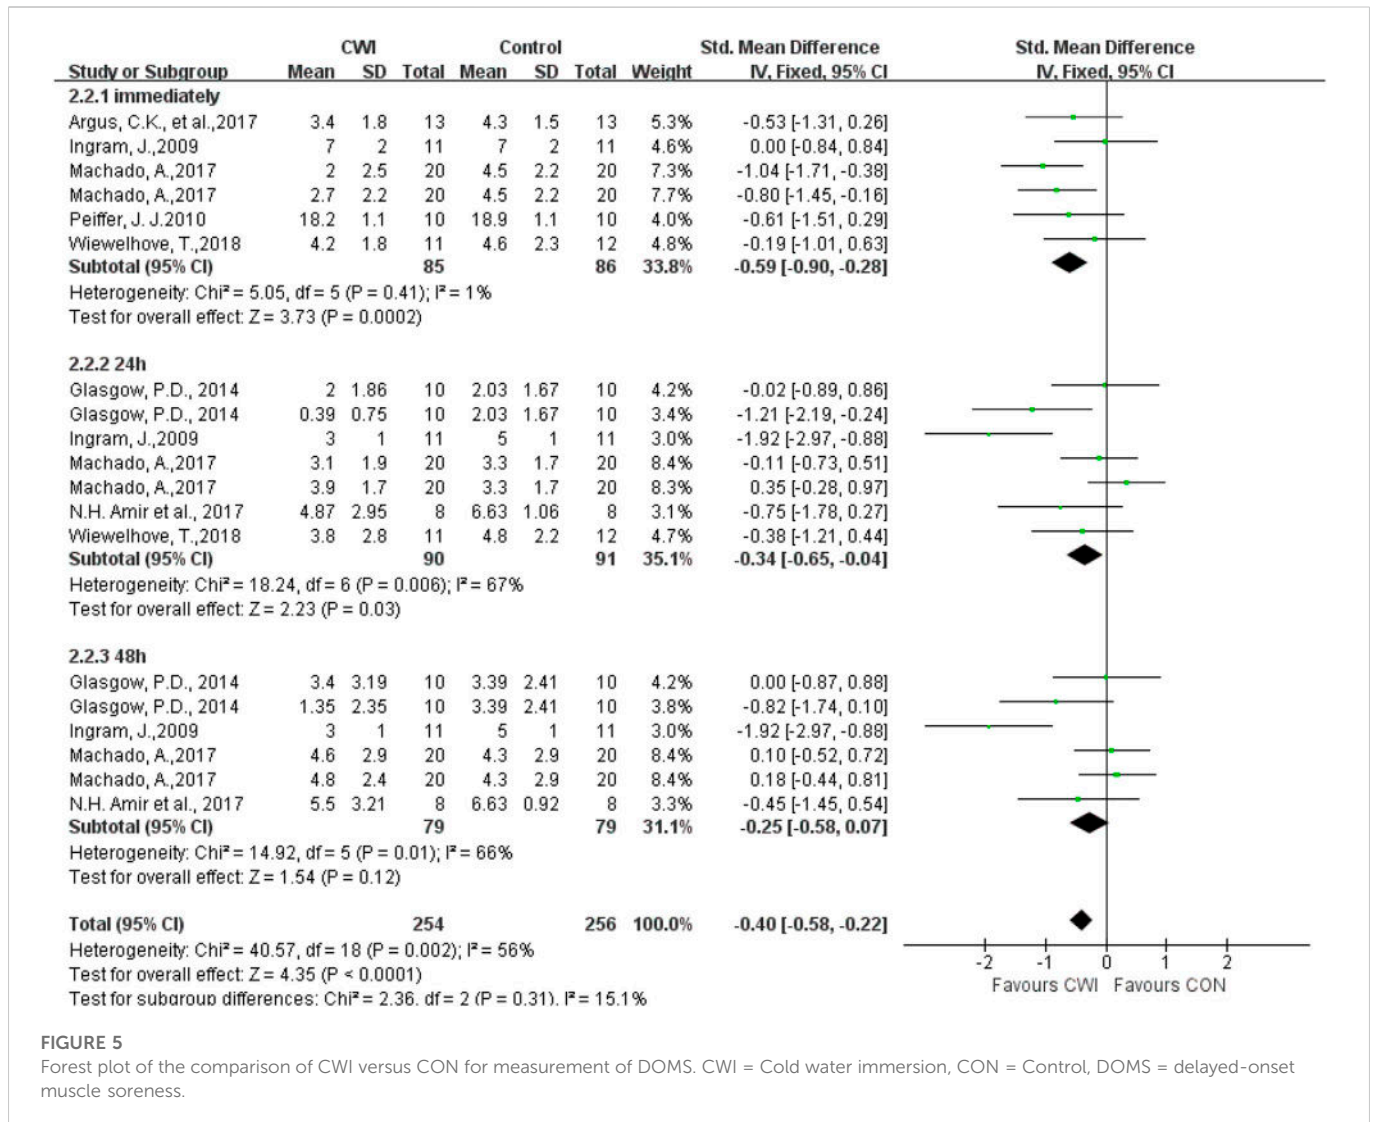 CWI Control Std. Mean Difference Std. Mean Difference
Study or Subgroup Mean SD Total Mean SD Total Weight IV, Fixed, 95% CI IV, Fixed, 95% CI
2.2.1 immediately
Argus, C.K., et al.,2017 3.4 1.8 13 4.3 1.5 13 5.3% -0.53 [-1.31, 0.26]
Ingram, J.,2009 7 2 11 7 2 11 4.6% 0.00 [-0.84, 0.84]
Machado, A.,2017 2 2.5 20 4.5 2.2 20 7.3% -1.04 [-1.71, -0.38]
Machado, A.,2017 2.7 2.2 20 4.5 2.2 20 7.7% -0.80 [-1.45, -0.16]
Peiffer, J. J.2010 18.2 1.1 10 18.9 1.1 10 4.0% -0.61 [-1.51, 0.29]
Wiewelhove, T.,2018 4.2 1.8 11 4.6 2.3 12 4.8% -0.19 [-1.01, 0.63]
Subtotal (95% CI) 85 86 33.8% -0.59 [-0.90, -0.28]
Heterogeneity: Chi² = 5.05, df = 5 (P = 0.41); I² = 1%
Test for overall effect: Z = 3.73 (P = 0.0002)
2.2.2 24h
Glasgow, P.D., 2014 2 1.86 10 2.03 1.67 10 4.2% -0.02 [-0.89, 0.86]
Glasgow, P.D., 2014 0.39 0.75 10 2.03 1.67 10 3.4% -1.21 [-2.19, -0.24]
Ingram, J.,2009 3 1 11 5 1 11 3.0% -1.92 [-2.97, -0.88]
Machado, A.,2017 3.1 1.9 20 3.3 1.7 20 8.4% -0.11 [-0.73, 0.51]
Machado, A.,2017 3.9 1.7 20 3.3 1.7 20 8.3% 0.35 [-0.28, 0.97]
N.H. Amir et al., 2017 4.87 2.95 8 6.63 1.06 8 3.1% -0.75 [-1.78, 0.27]
Wiewelhove, T.,2018 3.8 2.8 11 4.8 2.2 12 4.7% -0.38 [-1.21, 0.44]
Subtotal (95% CI) 90 91 35.1% -0.34 [-0.65, -0.04]
Heterogeneity: Chi² = 18.24, df = 6 (P = 0.006); I² = 67%
Test for overall effect: Z = 2.23 (P = 0.03)
2.2.3 48h
Glasgow, P.D., 2014 3.4 3.19 10 3.39 2.41 10 4.2% 0.00 [-0.87, 0.88]
Glasgow, P.D., 2014 1.35 2.35 10 3.39 2.41 10 3.8% -0.82 [-1.74, 0.10]
Ingram, J.,2009 3 1 11 5 1 11 3.0% -1.92 [-2.97, -0.88]
Machado, A.,2017 4.6 2.9 20 4.3 2.9 20 8.4% 0.10 [-0.52, 0.72]
Machado, A.,2017 4.8 2.4 20 4.3 2.9 20 8.4% 0.18 [-0.44, 0.81]
N.H. Amir et al., 2017 5.5 3.21 8 6.63 0.92 8 3.3% -0.45 [-1.45, 0.54]
Subtotal (95% CI) 79 79 31.1% -0.25 [-0.58, 0.07]
Heterogeneity: Chi² = 14.92, df = 5 (P = 0.01); I² = 66%
Test for overall effect: Z = 1.54 (P = 0.12)
Total (95% CI) 254 256 100.0% -0.40 [-0.58, -0.22]
Heterogeneity: Chi² = 40.57, df = 18 (P = 0.002); I² = 56%
Test for overall effect: Z = 4.35 (P < 0.0001)
Test for subgroup differences: Chi² = 2.36. df = 2 (P = 0.31). I² = 15.1%
-2 -1 0 1 2
Favours CWI Favours CON
FIGURE 5
Forest plot of the comparison of CWI versus CON for measurement of DOMS. CWI = Cold water immersion, CON = Control, DOMS = delayed-onset
muscle soreness.